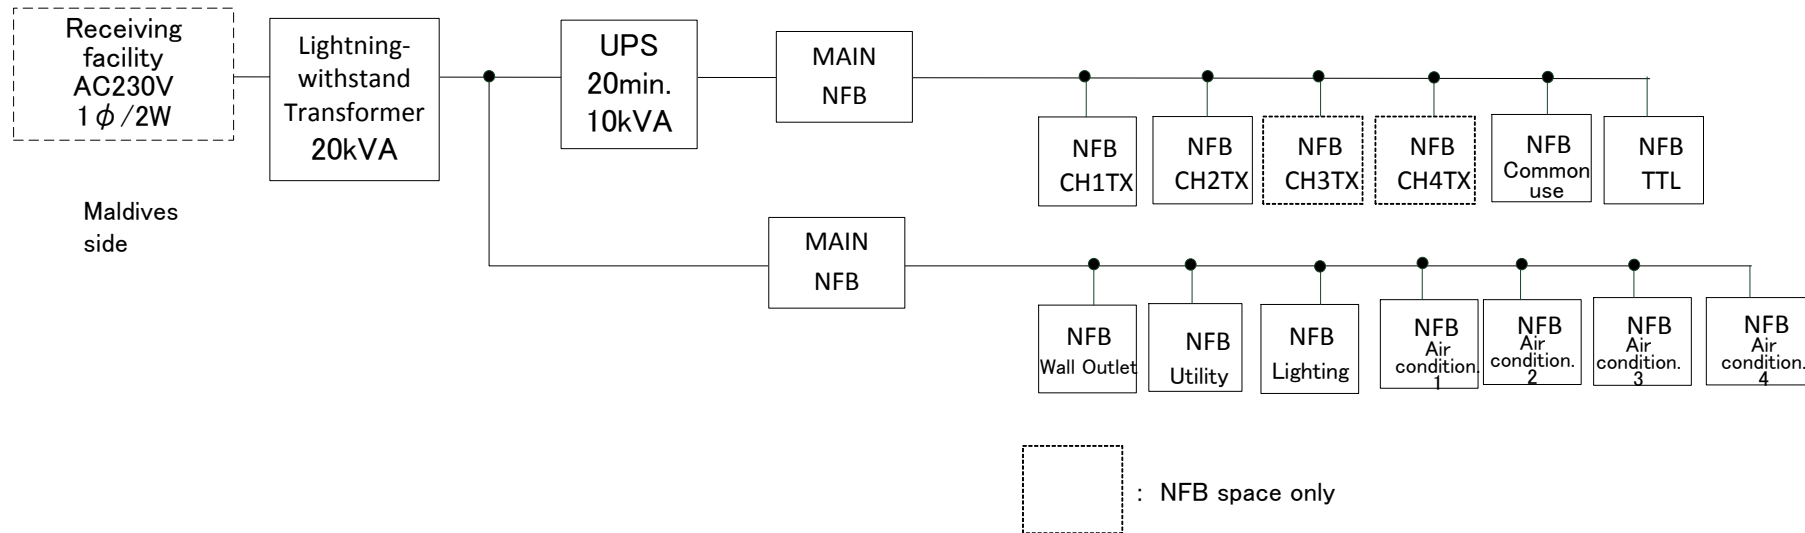 Receiving
facility
AC230V
1φ/2W
Lightning-
withstand
Transformer
20kVA
UPS
20min.
10kVA
MAIN
NFB
NFB
CH1TX
NFB
CH2TX
NFB
CH3TX
NFB
CH4TX
NFB
Common
use
NFB
TTL
Maldives
side
MAIN
NFB
NFB
Wall Outlet
NFB
Utility
NFB
Lighting
NFB
Air
condition.
1
NFB
Air
condition.
2
NFB
Air
condition.
3
NFB
Air
condition.
4
: NFB space only